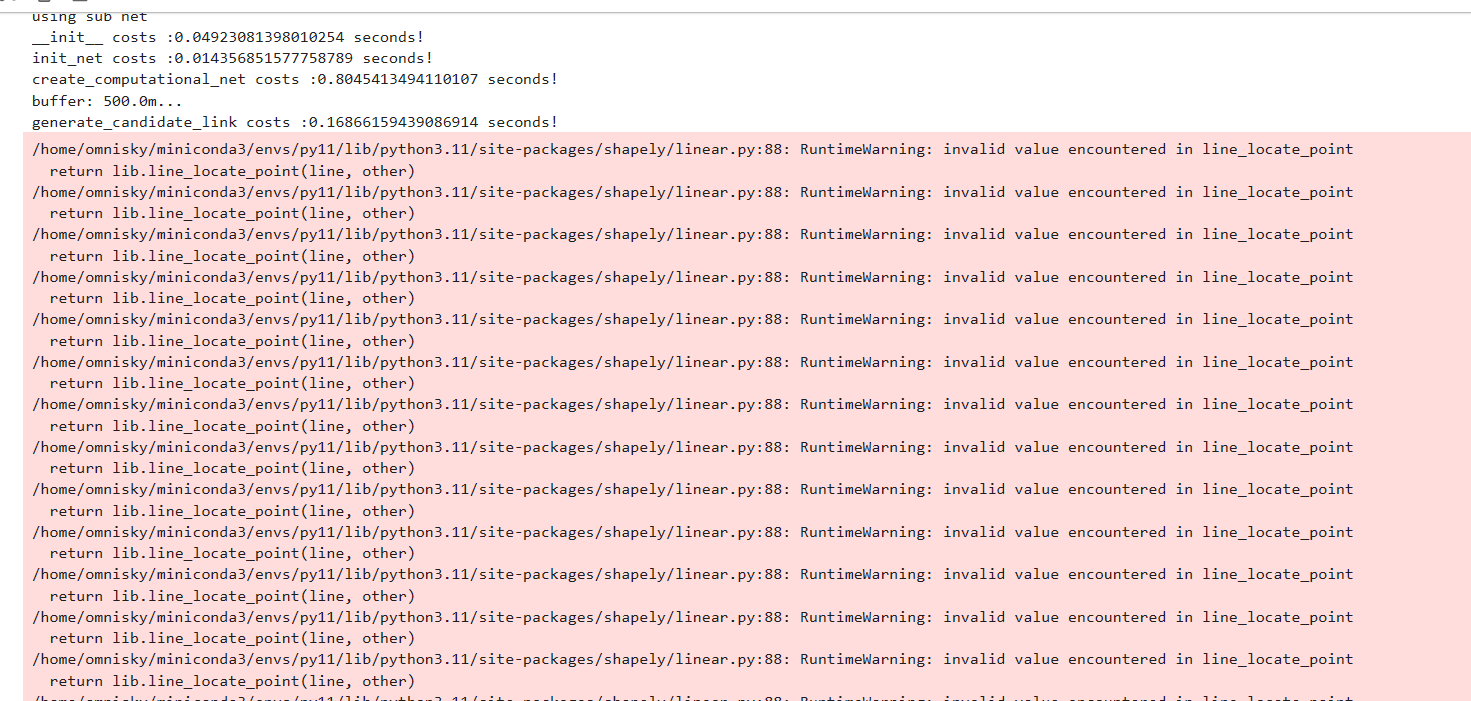 using sub net
__init__ costs :0.04923081398010254 seconds!
init_net costs :0.014356851577758789 seconds!
create_computational_net costs :0.8045413494110107 seconds!
buffer: 500.0m...
generate_candidate_link costs :0.16866159439086914 seconds!
/home/omnisky/miniconda3/envs/py11/lib/python3.11/site-packages/shapely/linear.py:88: RuntimeWarning: invalid value encountered in line_locate_point
  return lib.line_locate_point(line, other)
/home/omnisky/miniconda3/envs/py11/lib/python3.11/site-packages/shapely/linear.py:88: RuntimeWarning: invalid value encountered in line_locate_point
  return lib.line_locate_point(line, other)
/home/omnisky/miniconda3/envs/py11/lib/python3.11/site-packages/shapely/linear.py:88: RuntimeWarning: invalid value encountered in line_locate_point
  return lib.line_locate_point(line, other)
/home/omnisky/miniconda3/envs/py11/lib/python3.11/site-packages/shapely/linear.py:88: RuntimeWarning: invalid value encountered in line_locate_point
  return lib.line_locate_point(line, other)
/home/omnisky/miniconda3/envs/py11/lib/python3.11/site-packages/shapely/linear.py:88: RuntimeWarning: invalid value encountered in line_locate_point
  return lib.line_locate_point(line, other)
/home/omnisky/miniconda3/envs/py11/lib/python3.11/site-packages/shapely/linear.py:88: RuntimeWarning: invalid value encountered in line_locate_point
  return lib.line_locate_point(line, other)
/home/omnisky/miniconda3/envs/py11/lib/python3.11/site-packages/shapely/linear.py:88: RuntimeWarning: invalid value encountered in line_locate_point
  return lib.line_locate_point(line, other)
/home/omnisky/miniconda3/envs/py11/lib/python3.11/site-packages/shapely/linear.py:88: RuntimeWarning: invalid value encountered in line_locate_point
  return lib.line_locate_point(line, other)
/home/omnisky/miniconda3/envs/py11/lib/python3.11/site-packages/shapely/linear.py:88: RuntimeWarning: invalid value encountered in line_locate_point
  return lib.line_locate_point(line, other)
/home/omnisky/miniconda3/envs/py11/lib/python3.11/site-packages/shapely/linear.py:88: RuntimeWarning: invalid value encountered in line_locate_point
  return lib.line_locate_point(line, other)
/home/omnisky/miniconda3/envs/py11/lib/python3.11/site-packages/shapely/linear.py:88: RuntimeWarning: invalid value encountered in line_locate_point
  return lib.line_locate_point(line, other)
/home/omnisky/miniconda3/envs/py11/lib/python3.11/site-packages/shapely/linear.py:88: RuntimeWarning: invalid value encountered in line_locate_point
  return lib.line_locate_point(line, other)
/home/omnisky/miniconda3/envs/py11/lib/python3.11/site-packages/shapely/linear.py:88: RuntimeWarning: invalid value encountered in line_locate_point
  return lib.line_locate_point(line, other)